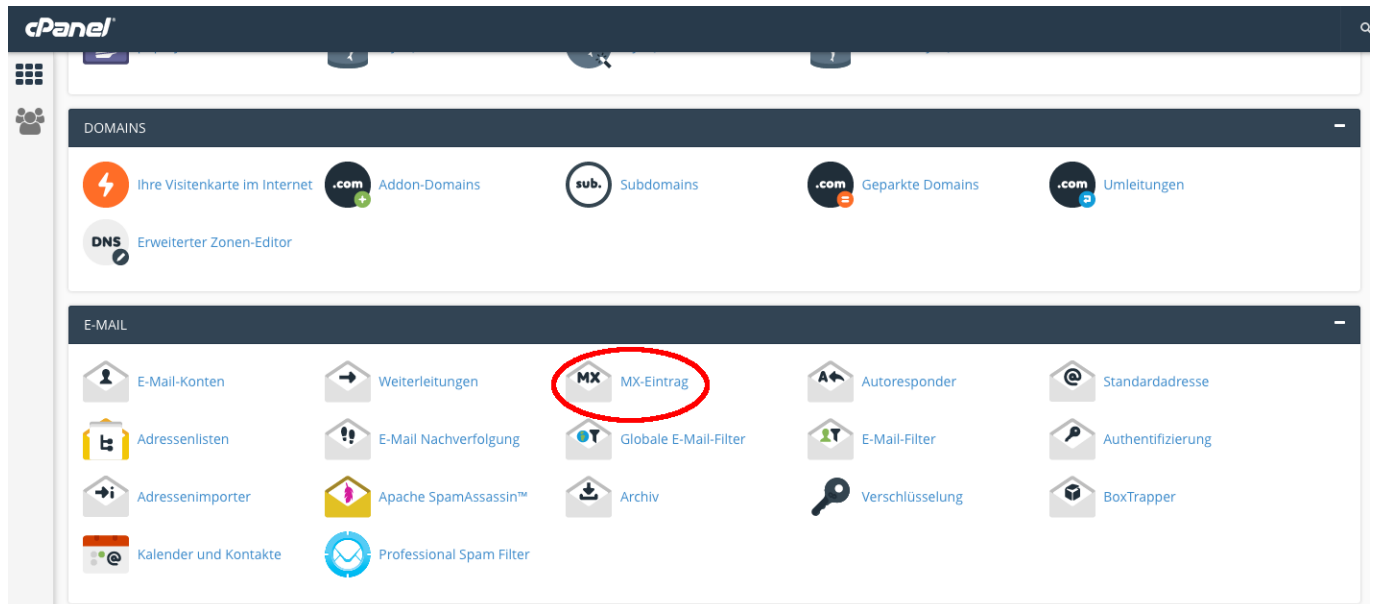 cPanel
DOMAINS
Ihre Visitenkarte im Internet
.com Addon-Domains
sub. Subdomains
.com Geparkte Domains
.com Umleitungen
DNS Erweiterter Zonen-Editor
E-MAIL
E-Mail-Konten
Weiterleitungen
MX MX-Eintrag
A Autoresponder
@ Standardadresse
Adressenlisten
E-Mail Nachverfolgung
Globale E-Mail-Filter
E-Mail-Filter
Authentifizierung
Adressenimporter
Apache SpamAssassin™
Archiv
Verschlüsselung
BoxTrapper
@ Kalender und Kontakte
Professional Spam Filter